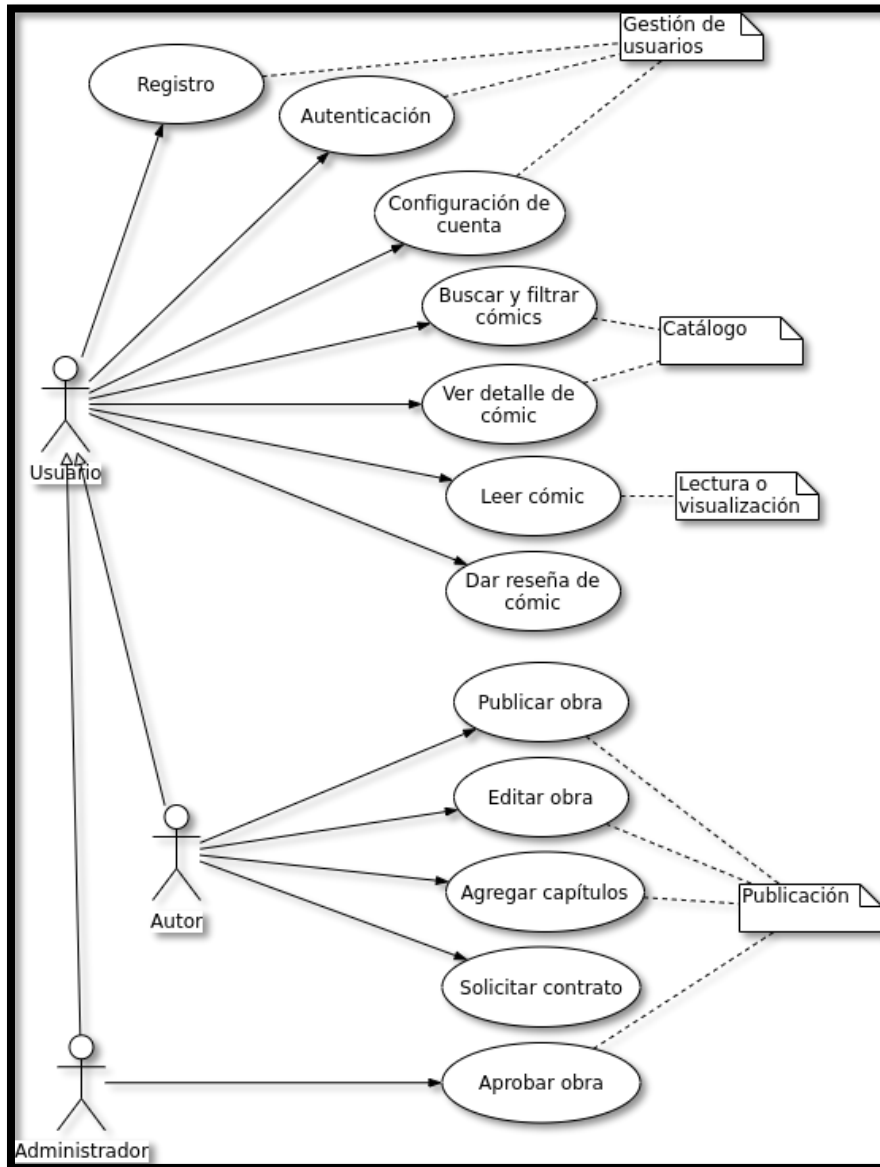 Gestión de
usuarios
Registro
Autenticación
Configuración de
cuenta
Buscar y filtrar
cómics
Catálogo
Ver detalle de
cómic
Usuario
Leer cómic
Lectura o
visualización
Dar reseña de
cómic
Publicar obra
Editar obra
Agregar capítulos
Publicación
Autor
Solicitar contrato
Aprobar obra
Administrador